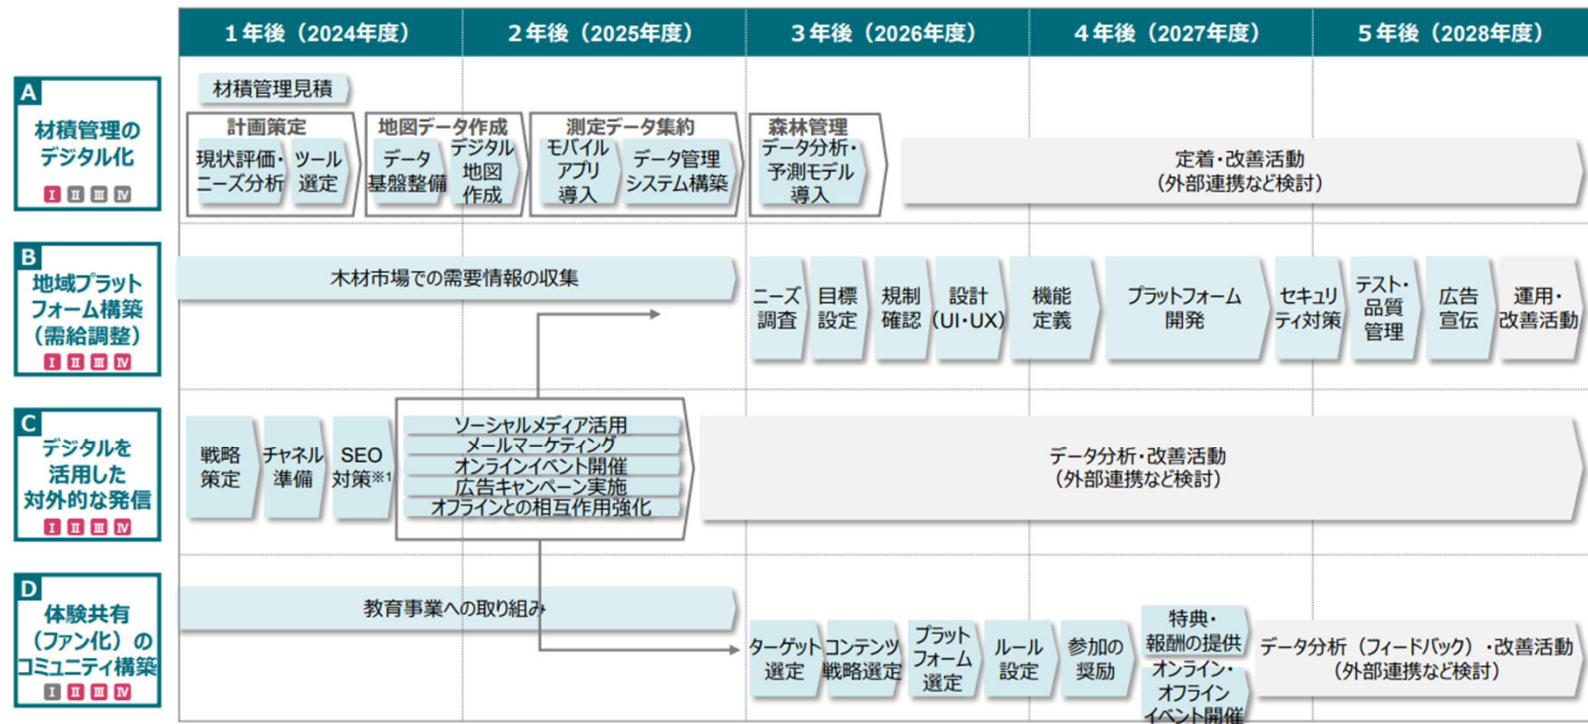 1年後（2024年度）
2年後（2025年度）
3年後（2026年度）
4年後（2027年度）
5年後（2028年度）
A
材積管理の
デジタル化
Ⅰ Ⅱ Ⅲ Ⅳ
材積管理見積
計画策定
現状評価・
ニーズ分析
ツール
選定
地図データ作成
データ
基盤整備
デジタル
地図
作成
測定データ集約
モバイル
アプリ
導入
データ管理
システム構築
森林管理
データ分析・
予測モデル
導入
定着・改善活動
（外部連携など検討）
B
地域プラット
フォーム構築
（需給調整）
Ⅰ Ⅱ Ⅲ Ⅳ
木材市場での需要情報の収集
ニーズ
調査
目標
設定
規制
確認
設計
（UI・UX）
機能
定義
プラットフォーム
開発
セキュリ
ティ対策
テスト・
品質
管理
広告
宣伝
運用・
改善活動
C
デジタルを
活用した
対外的な発信
Ⅰ Ⅱ Ⅲ Ⅳ
戦略
策定
チャネル
準備
SEO
対策※1
ソーシャルメディア活用
メールマーケティング
オンラインイベント開催
広告キャンペーン実施
オフラインとの相互作用強化
データ分析・改善活動
（外部連携など検討）
D
体験共有
（ファン化）の
コミュニティ構築
Ⅰ Ⅱ Ⅲ Ⅳ
教育事業への取り組み
ターゲット
選定
コンテンツ
戦略選定
プラット
フォーム
選定
ルール
設定
参加の
奨励
特典・
報酬の提供
オンライン・
オフライン
イベント開催
データ分析（フィードバック）・改善活動
（外部連携など検討）